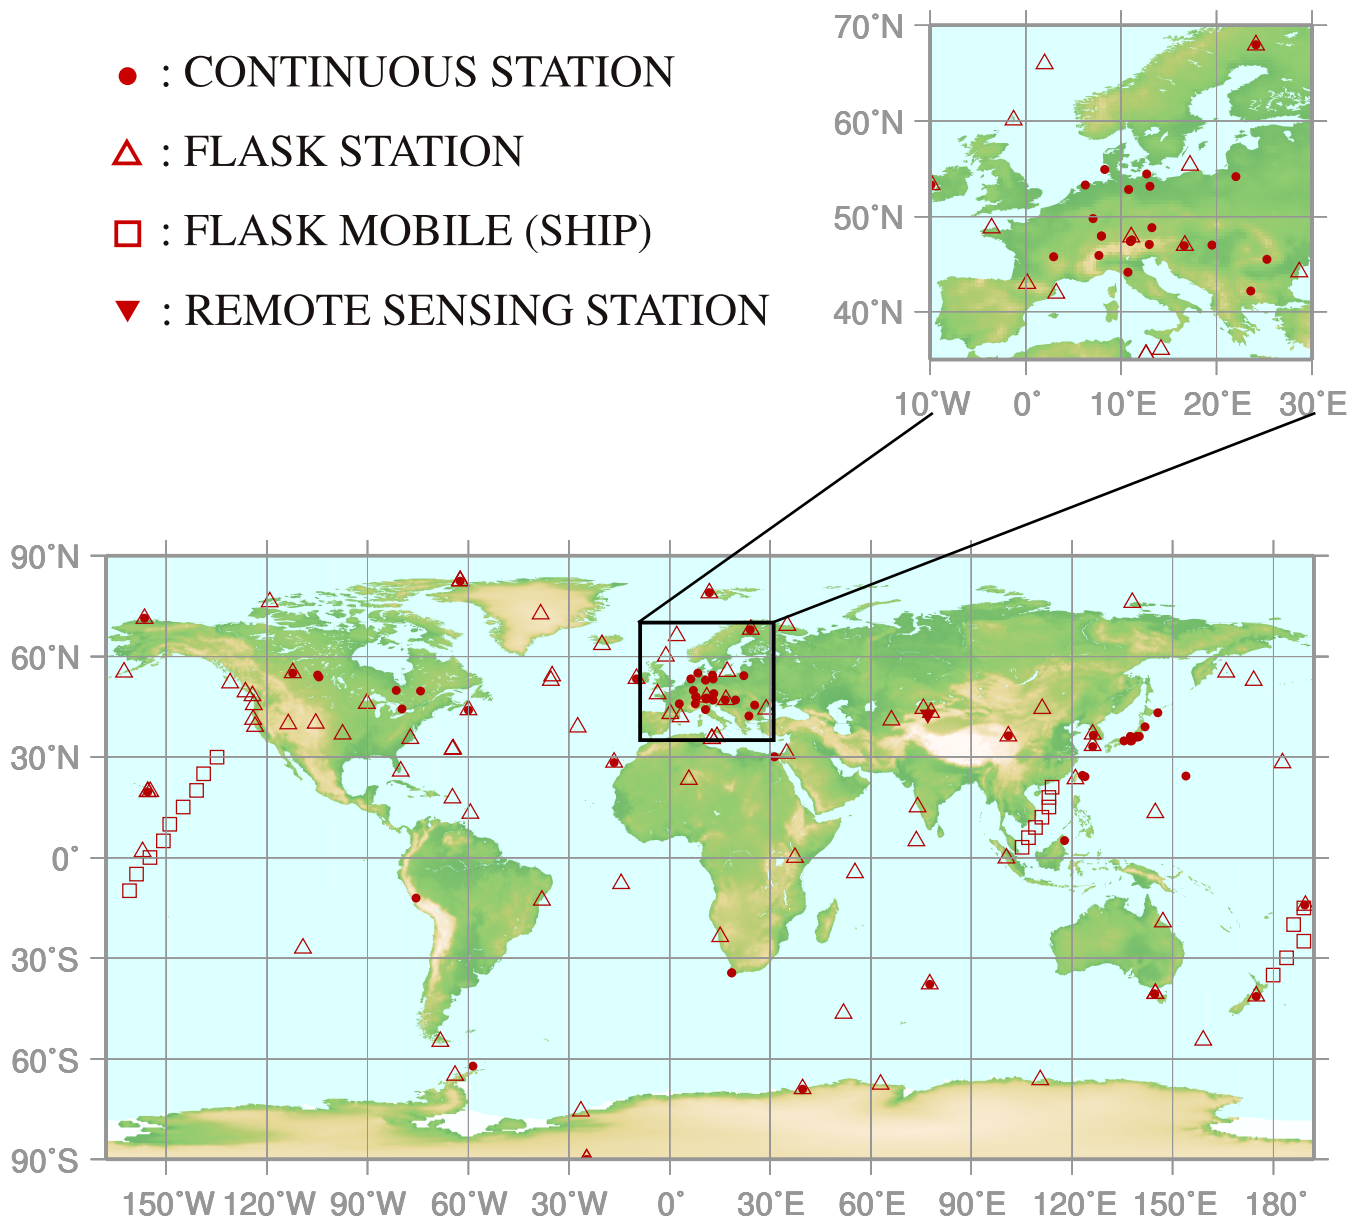 : CONTINUOUS STATION
: FLASK STATION
: FLASK MOBILE (SHIP)
: REMOTE SENSING STATION
70°N
60°N
50°N
40°N
10°W 0° 10°E 20°E 30°E
90°N
60°N
30°N
0°
30°S
60°S
90°S
150°W 120°W 90°W 60°W 30°W 0° 30°E 60°E 90°E 120°E 150°E 180°